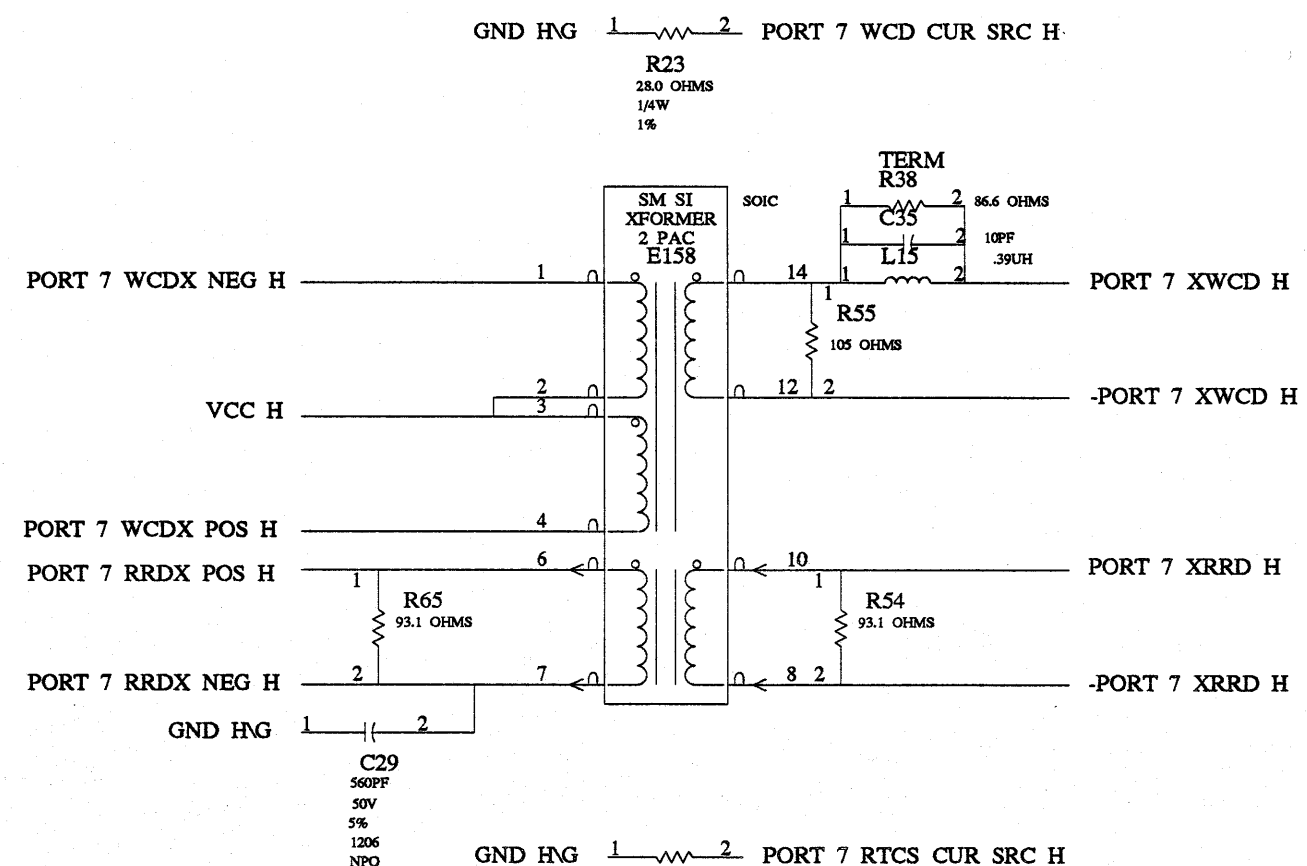 GND H\G 1 2 PORT 7 WCD CUR SRC H
R23
28.0 OHMS
1/4W
1%
TERM
R38
1 2 86.6 OHMS
C35
1 2 10PF
L15 .39UH
SM SI
XFORMER
2 PAC
E158
SOIC
PORT 7 WCDX NEG H 1 14 1 2 PORT 7 XWCD H
1
R55
105 OHMS
2 12 2 -PORT 7 XWCD H
VCC H 3
PORT 7 WCDX POS H 4
PORT 7 RRDX POS H 6 10 PORT 7 XRRD H
1 1
R65 R54
93.1 OHMS 93.1 OHMS
PORT 7 RRDX NEG H 2 7 8 2 -PORT 7 XRRD H
GND H\G 1 2
C29
560PF
50V
5%
1206
NPO
GND H\G 1 2 PORT 7 RTCS CUR SRC H